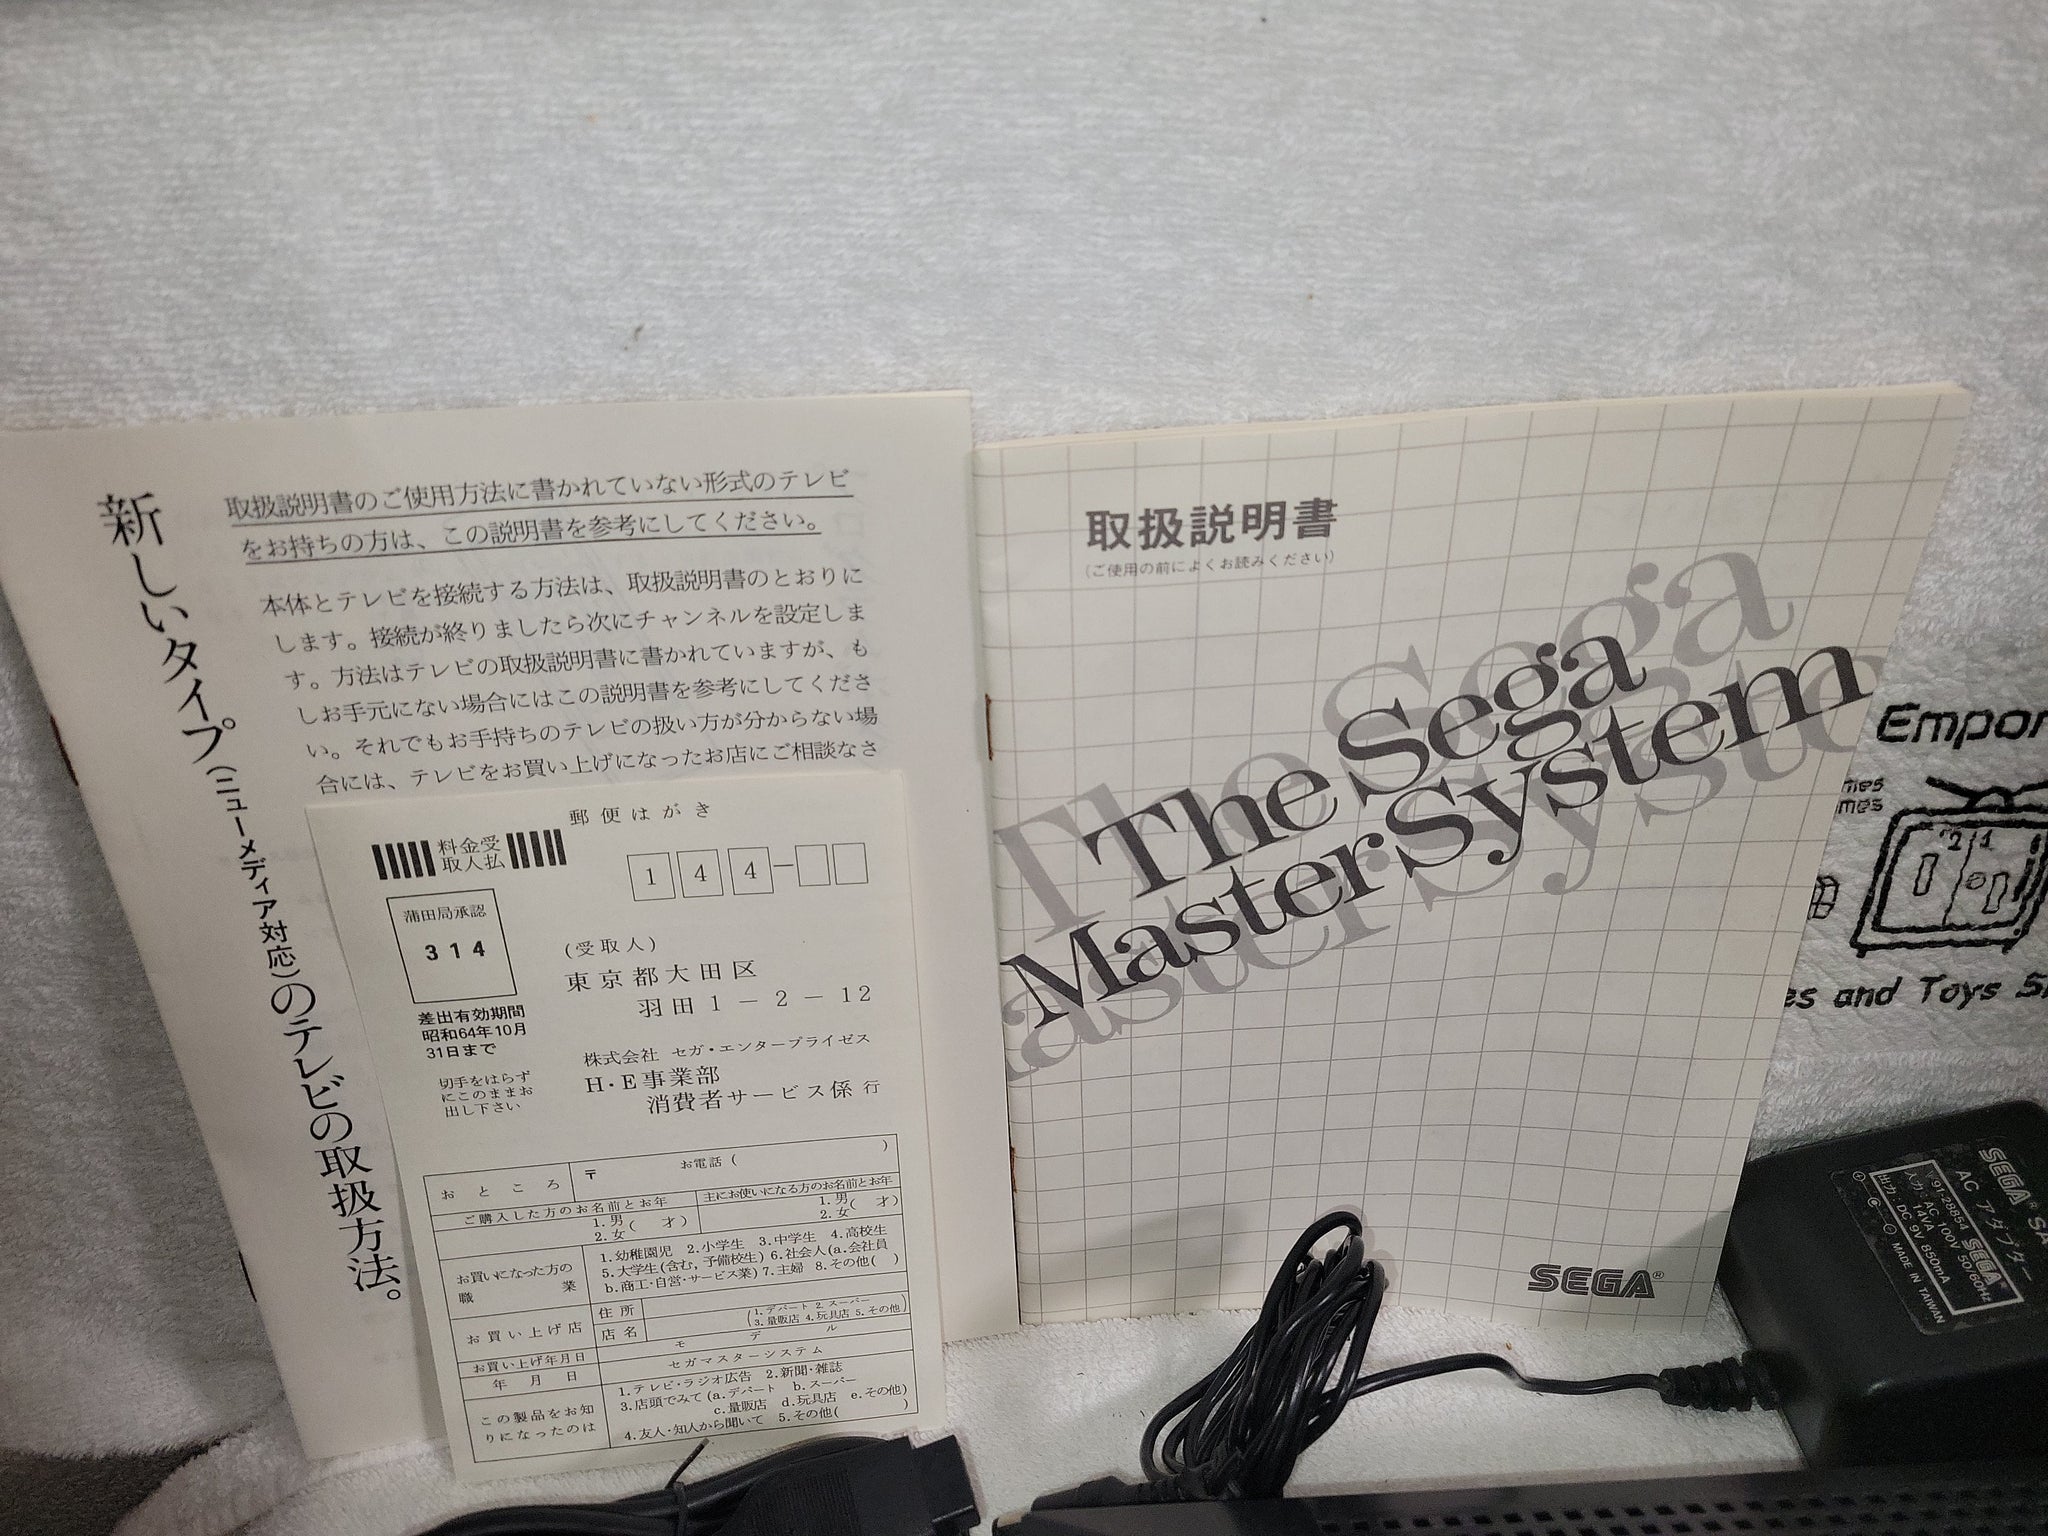 新しいタイプ(ニューメディア対応)のテレビの取扱方法。
取扱説明書のご使用方法に書かれていない形式のテレビ
をお持ちの方は、この説明書を参考にしてください。
本体とテレビを接続する方法は、取扱説明書のとおりに
します。接続が終りましたら次にチャンネルを設定しま
す。方法はテレビの取扱説明書に書かれていますが、も
しお手元にない場合にはこの説明書を参考にしてくださ
い。それでもお手持ちのテレビの扱い方が分からない場
合には、テレビをお買い上げになったお店にご相談なさ
郵便はがき
料金受
取人払
144-
蒲田局承認
314
差出有効期間
昭和64年10月
31日まで
切手をはらず
にこのままお
出し下さい
(受取人)
東京都大田区
羽田1-2-12
株式会社 セガ・エンタープライゼス
H・E事業部
消費者サービス係 行
おところ
〒 お電話( )
ご購入した方のお名前とお年
主にお使いになる方のお名前とお年
1.男
2.女( 才)
1.男
2.女( 才)
お買いになった方の
職業
1.幼稚園児 2.小学生 3.中学生 4.高校生
5.大学生(含む,予備校生) 6.社会人(a.会社員
b.商工・自営・サービス業) 7.主婦 8.その他( )
お買い上げ店
住所
店名
(1.デパート 2.スーパー
3.量販店 4.玩具店 5.その他)
お買い上げ年月日
年 月 日
モデル
セガマスターシステム
この製品をお知
りになったのは
1.テレビ・ラジオ広告 2.新聞・雑誌
3.店頭でみて(a.デパート b.スーパー
c.量販店 d.玩具店 e.その他)
4.友人・知人から聞いて 5.その他( )
取扱説明書
(ご使用の前によくお読みください)
The Sega
Master System
The Sega
SEGA®
and Toys
SEGA®
AC アダプター
入力: AC 100V 50/60Hz
14VA
出力: DC 9V 850mA
MADE IN TAIWAN